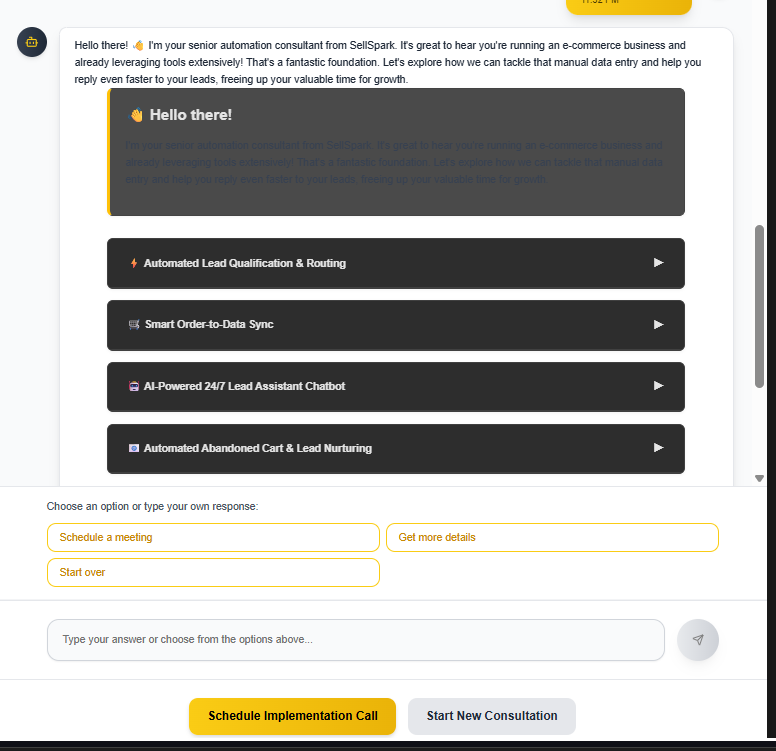 11:52 PM
Hello there! 👋 I'm your senior automation consultant from SellSpark. It's great to hear you're running an e-commerce business and
already leveraging tools extensively! That's a fantastic foundation. Let's explore how we can tackle that manual data entry and help you
reply even faster to your leads, freeing up your valuable time for growth.
👋 Hello there!
I'm your senior automation consultant from SellSpark. It's great to hear you're running an e-commerce business and
already leveraging tools extensively! That's a fantastic foundation. Let's explore how we can tackle that manual data
entry and help you reply even faster to your leads, freeing up your valuable time for growth.
⚡ Automated Lead Qualification & Routing
🛒 Smart Order-to-Data Sync
🤖 AI-Powered 24/7 Lead Assistant Chatbot
📧 Automated Abandoned Cart & Lead Nurturing
Choose an option or type your own response:
Schedule a meeting
Get more details
Start over
Type your answer or choose from the options above...
Schedule Implementation Call
Start New Consultation